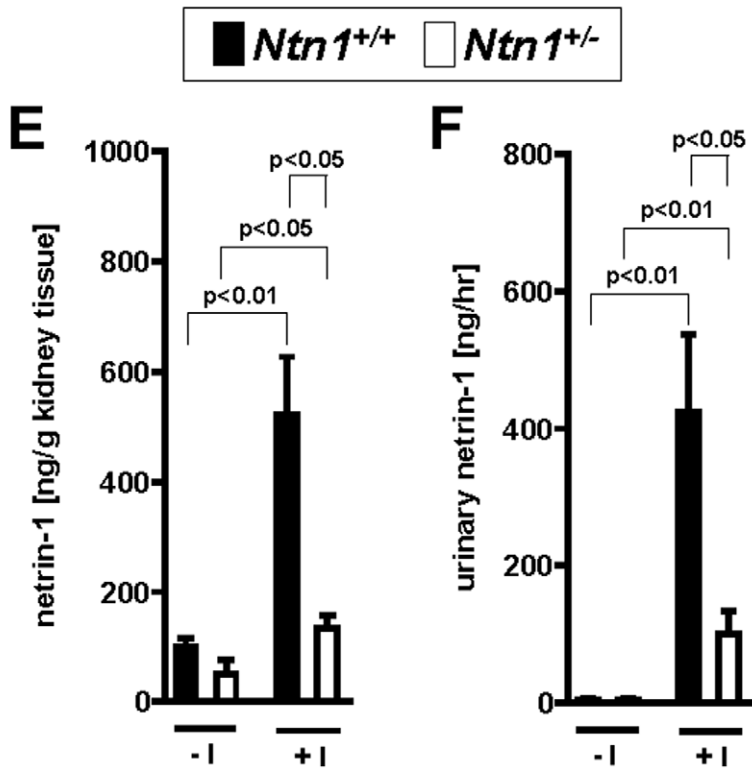 Ntn1+/+ Ntn1+/-
E
netrin-1 [ng/g kidney tissue]
1000
800
600
400
200
0
p<0.05
p<0.05
p<0.01
- I + I
F
urinary netrin-1 [ng/hr]
800
600
400
200
0
p<0.05
p<0.01
p<0.01
- I + I